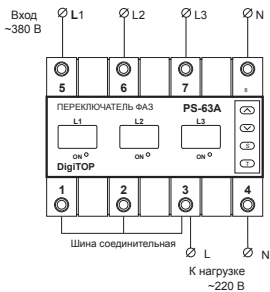 Вход
~380 В
L1 L2 L3 N
5 6 7 8
ПЕРЕКЛЮЧАТЕЛЬ ФАЗ PS-63A
L1 L2 L3
ON ON ON
S
T
DigiTOP
1 2 3 4
Шина соединительная
L N
К нагрузке
~220 В